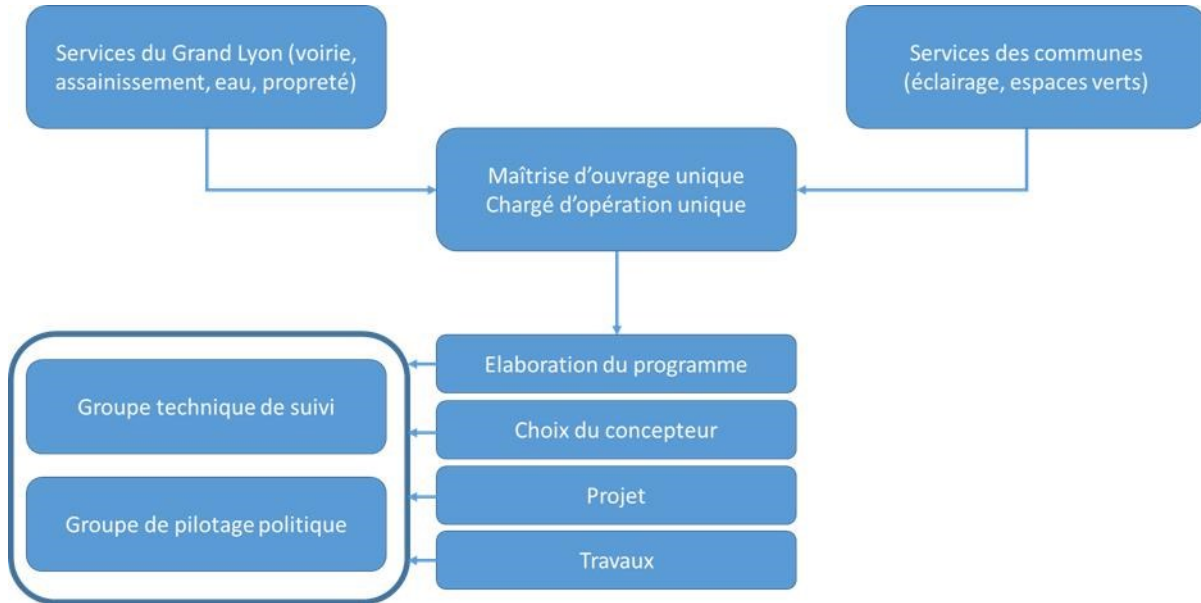 Services du Grand Lyon (voirie,
assainissement, eau, propreté)
Services des communes
(éclairage, espaces verts)
Maîtrise d’ouvrage unique
Chargé d’opération unique
Elaboration du programme
Groupe technique de suivi
Choix du concepteur
Projet
Groupe de pilotage politique
Travaux